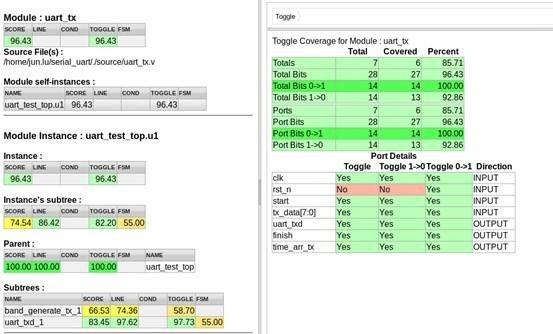 Module : uart_tx
SCORE LINE COND TOGGLE FSM
96.43 96.43
Source File(s) :
/home/jun.lu/serial_uart/./source/uart_tx.v
Module self-instances :
NAME SCORE LINE COND TOGGLE FSM
uart_test_top.u1 96.43 96.43
Module Instance : uart_test_top.u1
Instance :
SCORE LINE COND TOGGLE FSM
96.43 96.43
Instance's subtree :
SCORE LINE COND TOGGLE FSM
74.54 86.42 82.20 55.00
Parent :
SCORE LINE COND TOGGLE FSM NAME
100.00 100.00 100.00 uart_test_top
Subtrees :
NAME SCORE LINE COND TOGGLE FSM
band_generate_tx_1 66.53 74.36 58.70
uart_txd_1 83.45 97.62 97.73 55.00
Toggle
Toggle Coverage for Module : uart_tx
Total Covered Percent
Totals 7 6 85.71
Total Bits 28 27 96.43
Total Bits 0->1 14 14 100.00
Total Bits 1->0 14 13 92.86
Ports 7 6 85.71
Port Bits 28 27 96.43
Port Bits 0->1 14 14 100.00
Port Bits 1->0 14 13 92.86
Port Details
Toggle Toggle 1->0 Toggle 0->1 Direction
clk Yes Yes Yes INPUT
rst_n No No Yes INPUT
start Yes Yes Yes INPUT
tx_data[7:0] Yes Yes Yes INPUT
uart_txd Yes Yes Yes OUTPUT
finish Yes Yes Yes OUTPUT
time_arr_tx Yes Yes Yes OUTPUT